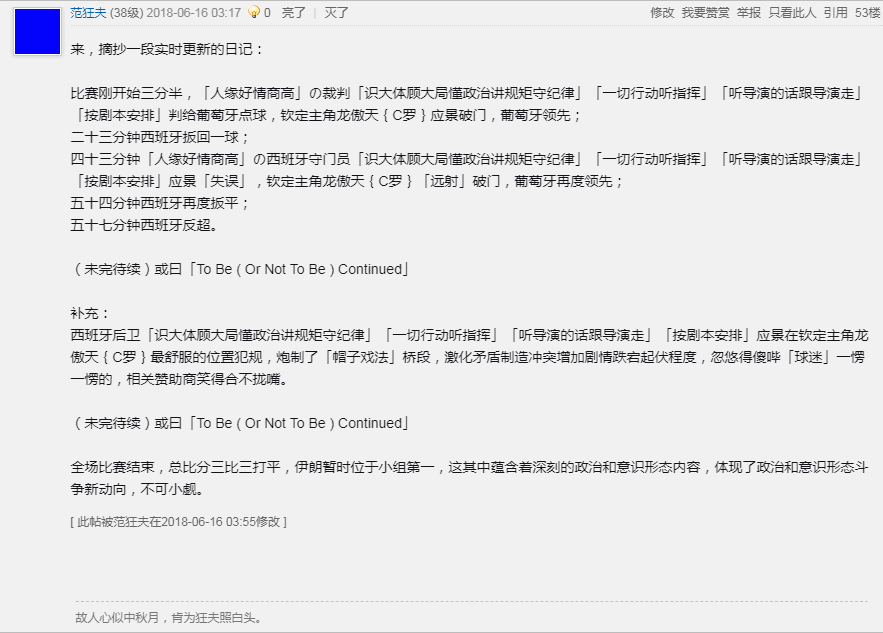 范狂夫 (38级) 2018-06-16 03:17 0 亮了 | 灭了 修改 我要赞赏 举报 只看此人 引用 53楼
来，摘抄一段实时更新的日记：
比赛刚开始三分半，「人缘好情商高」の裁判「识大体顾大局懂政治讲规矩守纪律」「一切行动听指挥」「听导演的话跟导演走」
「按剧本安排」判给葡萄牙点球，钦定主角龙傲天｛C罗｝应景破门，葡萄牙领先；
二十三分钟西班牙扳回一球；
四十三分钟「人缘好情商高」の西班牙守门员「识大体顾大局懂政治讲规矩守纪律」「一切行动听指挥」「听导演的话跟导演走」
「按剧本安排」应景「失误」，钦定主角龙傲天｛C罗｝「远射」破门，葡萄牙再度领先；
五十四分钟西班牙再度扳平；
五十七分钟西班牙反超。
（未完待续）或曰「To Be ( Or Not To Be ) Continued」
补充：
西班牙后卫「识大体顾大局懂政治讲规矩守纪律」「一切行动听指挥」「听导演的话跟导演走」「按剧本安排」应景在钦定主角龙
傲天｛C罗｝最舒服的位置犯规，炮制了「帽子戏法」桥段，激化矛盾制造冲突增加剧情跌宕起伏程度，忽悠得傻哔「球迷」一愣
一愣的，相关赞助商笑得合不拢嘴。
（未完待续）或曰「To Be ( Or Not To Be ) Continued」
全场比赛结束，总比分三比三打平，伊朗暂时位于小组第一，这其中蕴含着深刻的政治和意识形态内容，体现了政治和意识形态斗
争新动向，不可小觑。
[ 此帖被范狂夫在2018-06-16 03:55修改 ]
故人心似中秋月，肯为狂夫照白头。